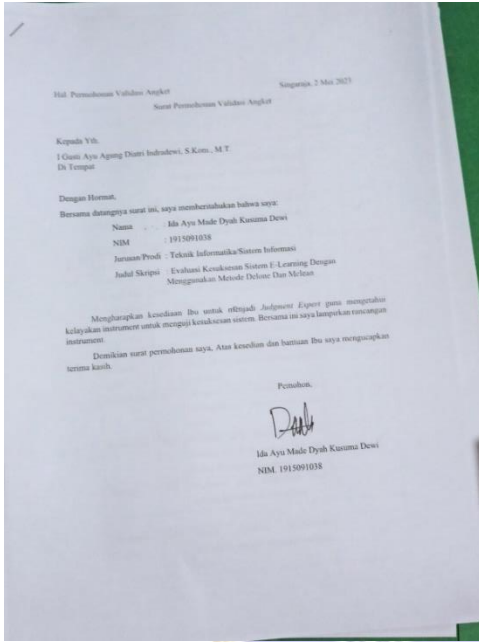 Hal. Permohonan Validasi Angket
Singaraja, 2 Mei 2025
Surat Permohonan Validasi Angket
Kepada Yth,
I Gusti Ayu Agung Diatri Indradewi, S.Kom., M.T.
Di Tempat
Dengan Hormat,
Bersama datangnya surat ini, saya memberitahukan bahwa saya:
Nama : Ida Ayu Made Dyah Kusuma Dewi
NIM : 1915091038
Jurusan/Prodi : Teknik Informatika/Sistem Informasi
Judul Skripsi : Evaluasi Kesuksesan Sistem E-Learning Dengan
Menggunakan Metode Delone Dan Mclean
Mengharapkan kesediaan Ibu untuk menjadi Judgment Expert guna mengetahui
kelayakan instrument untuk menguji kesuksesan sistem. Bersama ini saya lampirkan rancangan
instrument.
Demikian surat permohonan saya, Atas kesedian dan bantuan Ibu saya mengucapkan
terima kasih.
Pemohon,
Ida Ayu Made Dyah Kusuma Dewi
NIM. 1915091038